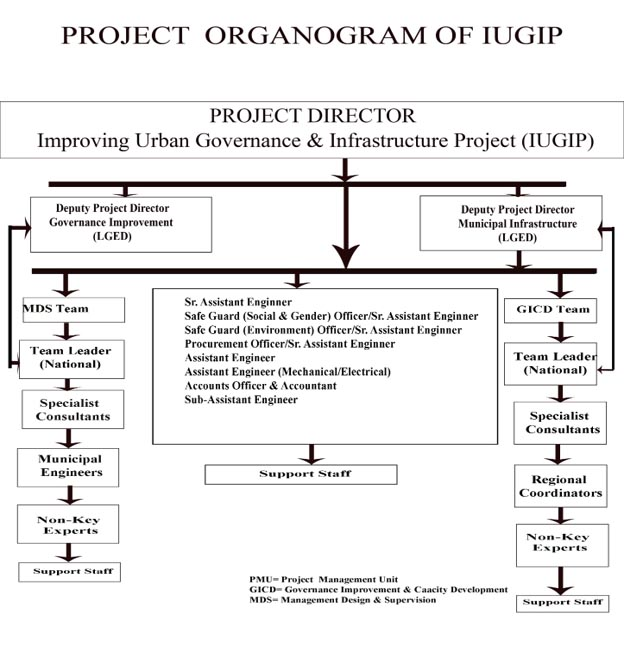 PROJECT ORGANOGRAM OF IUGIP
PROJECT DIRECTOR
Improving Urban Governance & Infrastructure Project (IUGIP)
Deputy Project Director
Governance Improvement
(LGED)
Deputy Project Director
Municipal Infrastructure
(LGED)
MDS Team
Team Leader
(National)
Specialist
Consultants
Municipal
Engineers
Non-Key
Experts
Support Staff
Sr. Assistant Enginner
Safe Guard (Social & Gender) Officer/Sr. Assistant Enginner
Safe Guard (Environment) Officer/Sr. Assistant Enginner
Procurement Officer/Sr. Assistant Enginner
Assistant Engineer
Assistant Engineer (Mechanical/Electrical)
Accounts Officer & Accountant
Sub-Assistant Engineer
Support Staff
GICD Team
Team Leader
(National)
Specialist
Consultants
Regional
Coordinators
Non-Key
Experts
Support Staff
PMU= Project Management Unit
GICD= Governance Improvement & Caacity Development
MDS= Management Design & Supervision